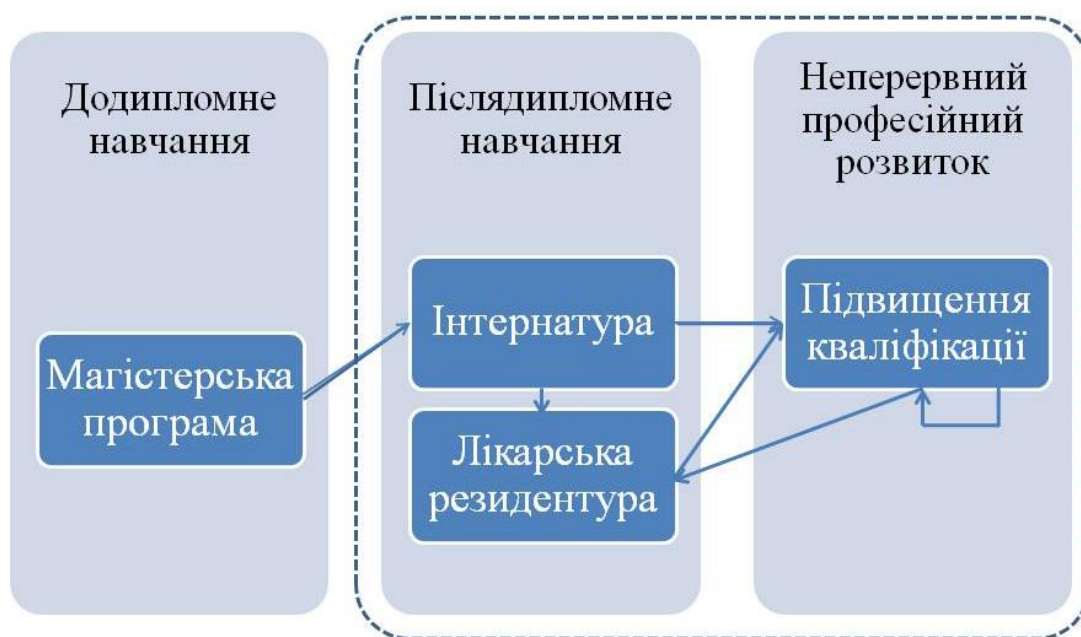 Додипломне
навчання
Магістерська
програма
Післядипломне
навчання
Інтернатура
Лікарська
резидентура
Неперервний
професійний
розвиток
Підвищення
кваліфікації